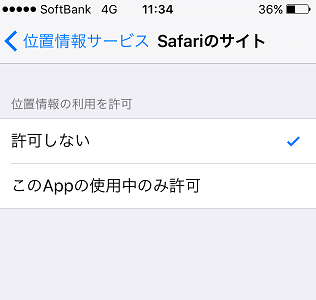 SoftBank 4G 11:34 36%
位置情報サービス Safariのサイト
位置情報の利用を許可
許可しない
このAppの使用中のみ許可